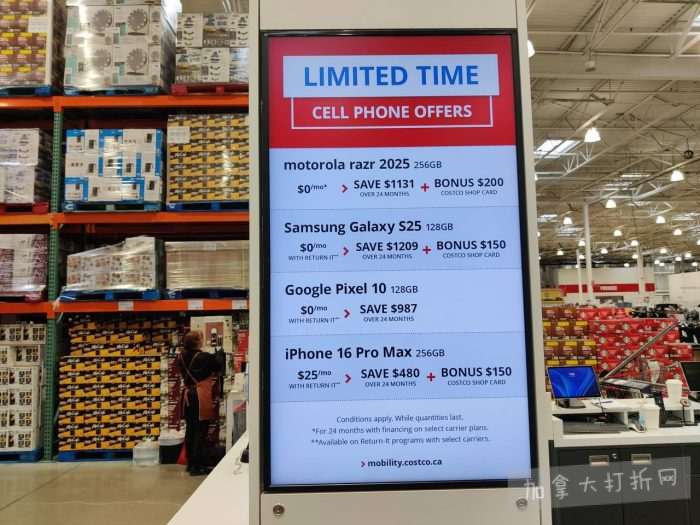 LIMITED TIME
CELL PHONE OFFERS
motorola razr 2025 256GB
$0/mo* > SAVE $1131 + BONUS $200
OVER 24 MONTHS COSTCO SHOP CARD
Samsung Galaxy S25 128GB
$0/mo > SAVE $1209 + BONUS $150
WITH RETURN IT** OVER 24 MONTHS COSTCO SHOP CARD
Google Pixel 10 128GB
$0/mo > SAVE $987
WITH RETURN IT** OVER 24 MONTHS
iPhone 16 Pro Max 256GB
$25/mo > SAVE $480 + BONUS $150
WITH RETURN IT** OVER 24 MONTHS COSTCO SHOP CARD
Conditions apply. While quantities last.
*For 24 months with financing on select carrier plans.
**Available on Return-It programs with select carriers.
> mobility.costco.ca
加拿大打折网